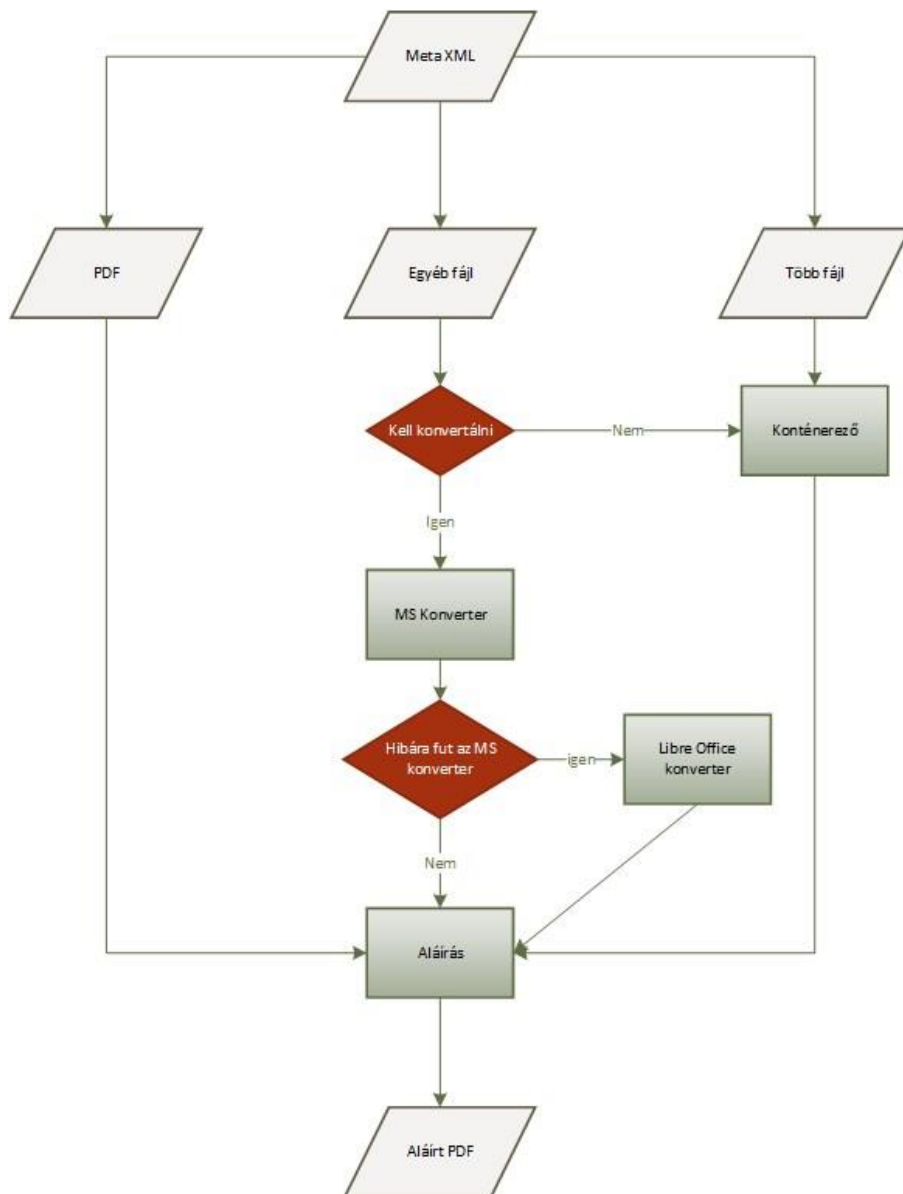 Meta XML
PDF
Egyéb fájl
Több fájl
Kell konvertálni
Nem
Konténerező
Igen
MS Konverter
Hibára fut az MS
konverter
igen
Libre Office
konverter
Nem
Aláírás
Aláírt PDF